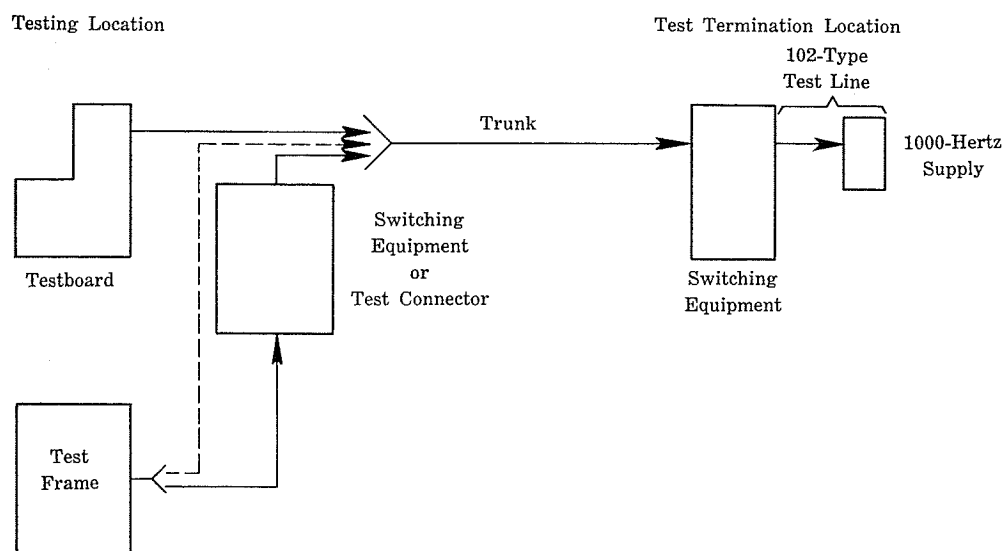 Testing Location
Test Termination Location
102-Type
Test Line
Trunk
1000-Hertz
Supply
Switching
Equipment
or
Test Connector
Testboard
Switching
Equipment
Test
Frame